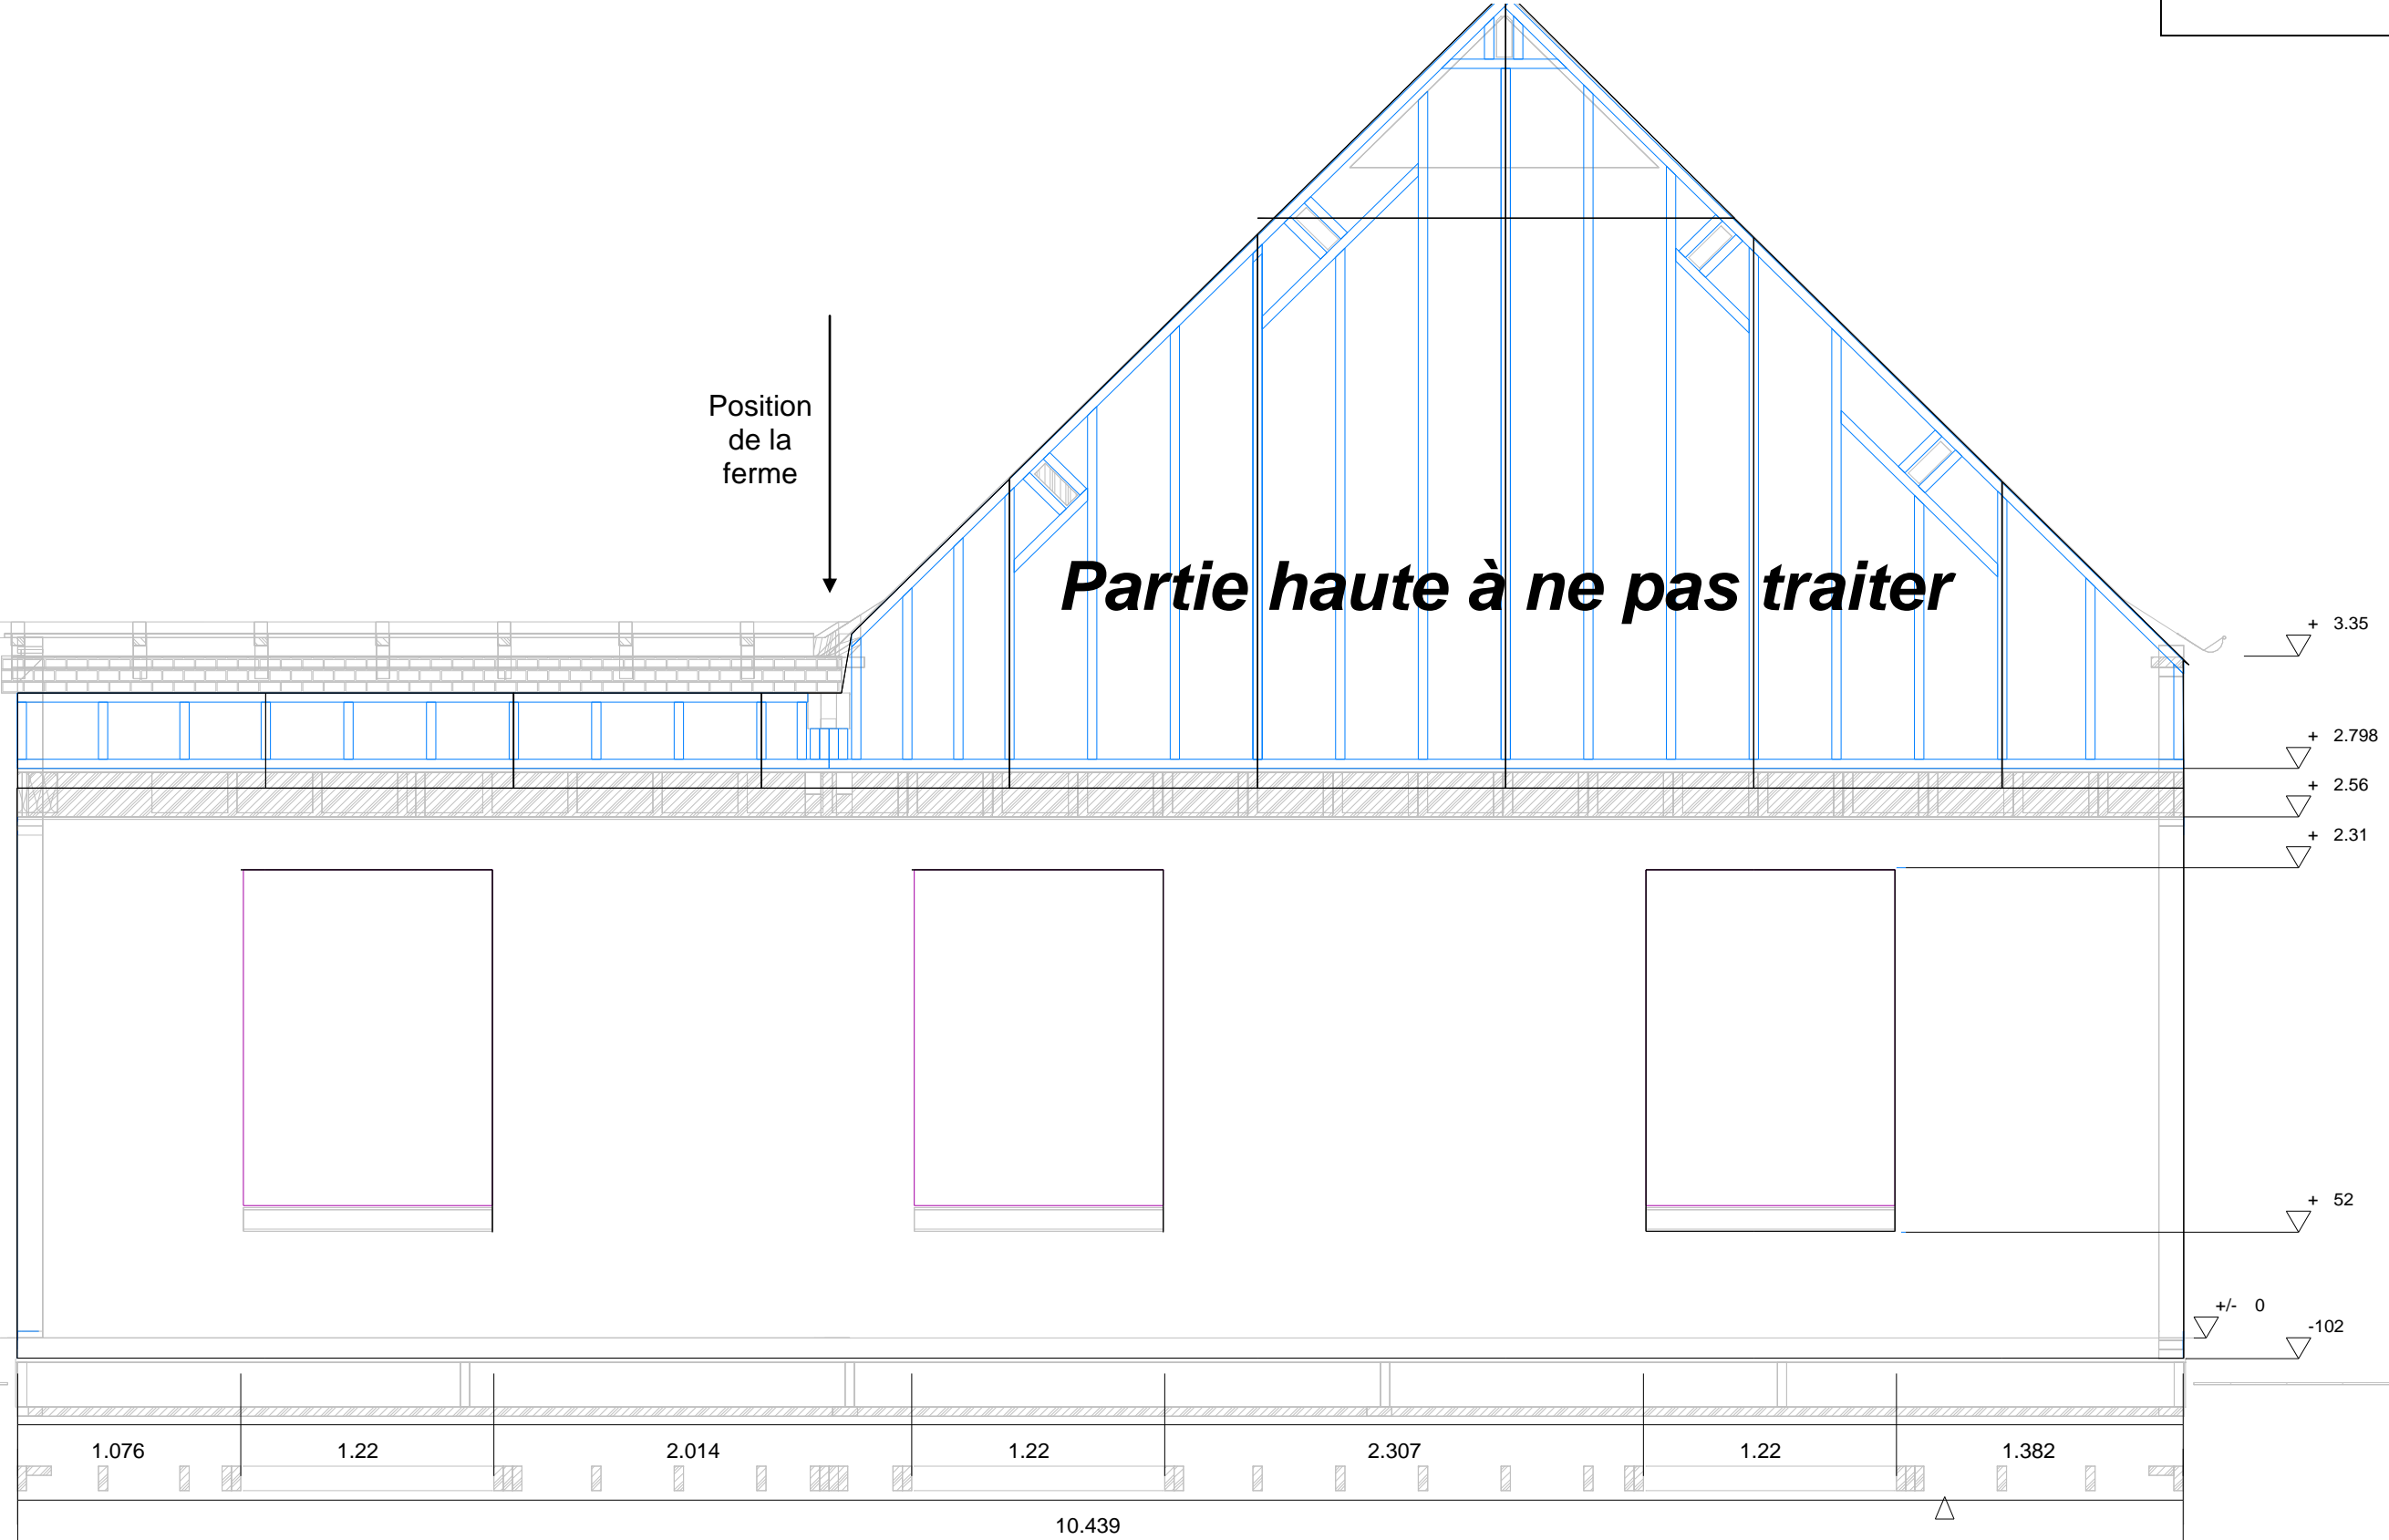 Position
de la
ferme
Partie haute à ne pas traiter
+ 3.35
+ 2.798
+ 2.56
+ 2.31
+ 52
+/- 0
-102
1.076 1.22 2.014 1.22 2.307 1.22 1.382
10.439